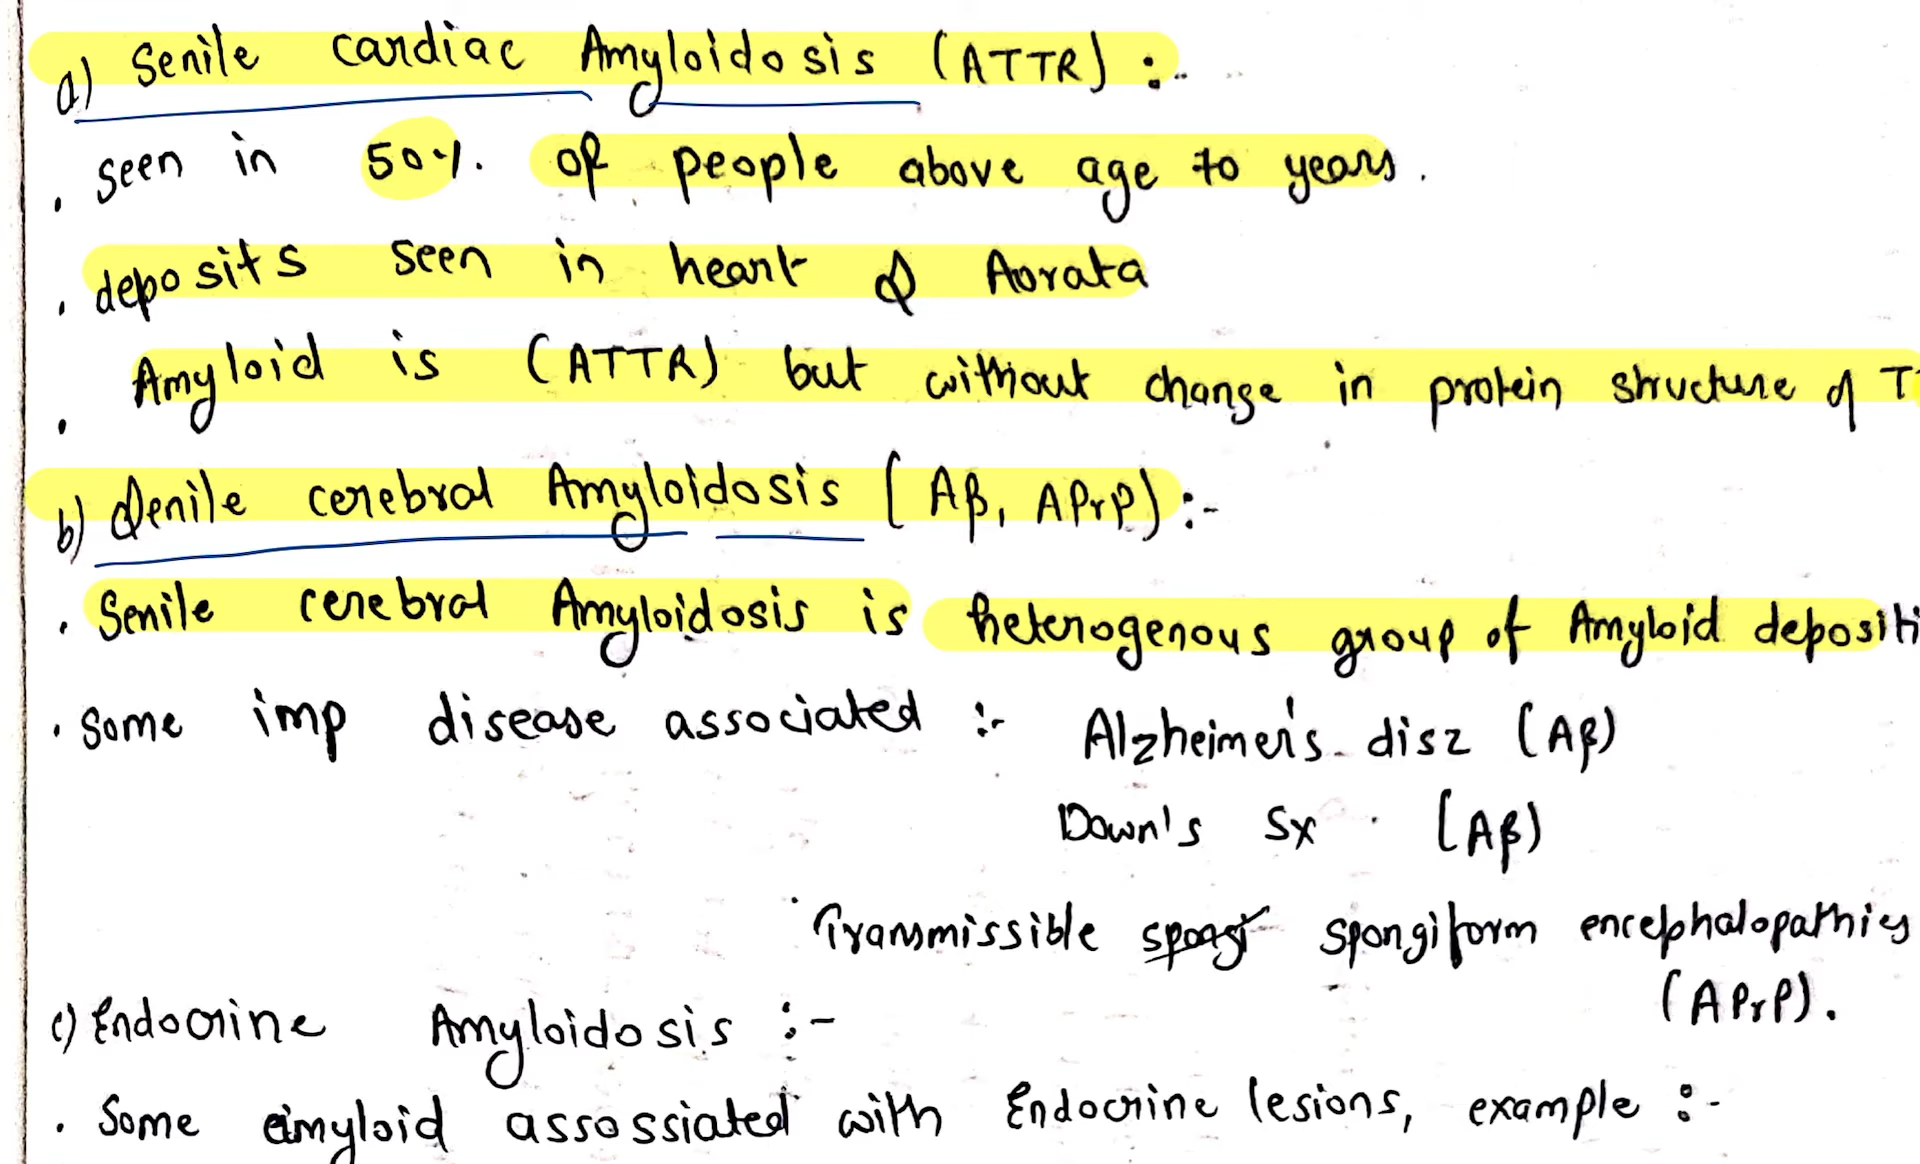 a) Senile cardiac Amyloidosis (ATTR) :-
. seen in 50%. of people above age 70 years.
. deposits seen in heart & Aorata
. Amyloid is (ATTR) but without change in protein structure of
b) Senile cerebral Amyloidosis (Aβ, APrP) :-
. Senile cerebral Amyloidosis is heterogenous group of Amyloid depositi
. Some imp disease associated :- Alzheimer's disz (Aβ)
Down's Sx (Aβ)
Transmissible spongiform encephalopathies
(APrP).
c) Endocrine Amyloidosis :-
. Some amyloid assossiated with Endocrine lesions, example :-